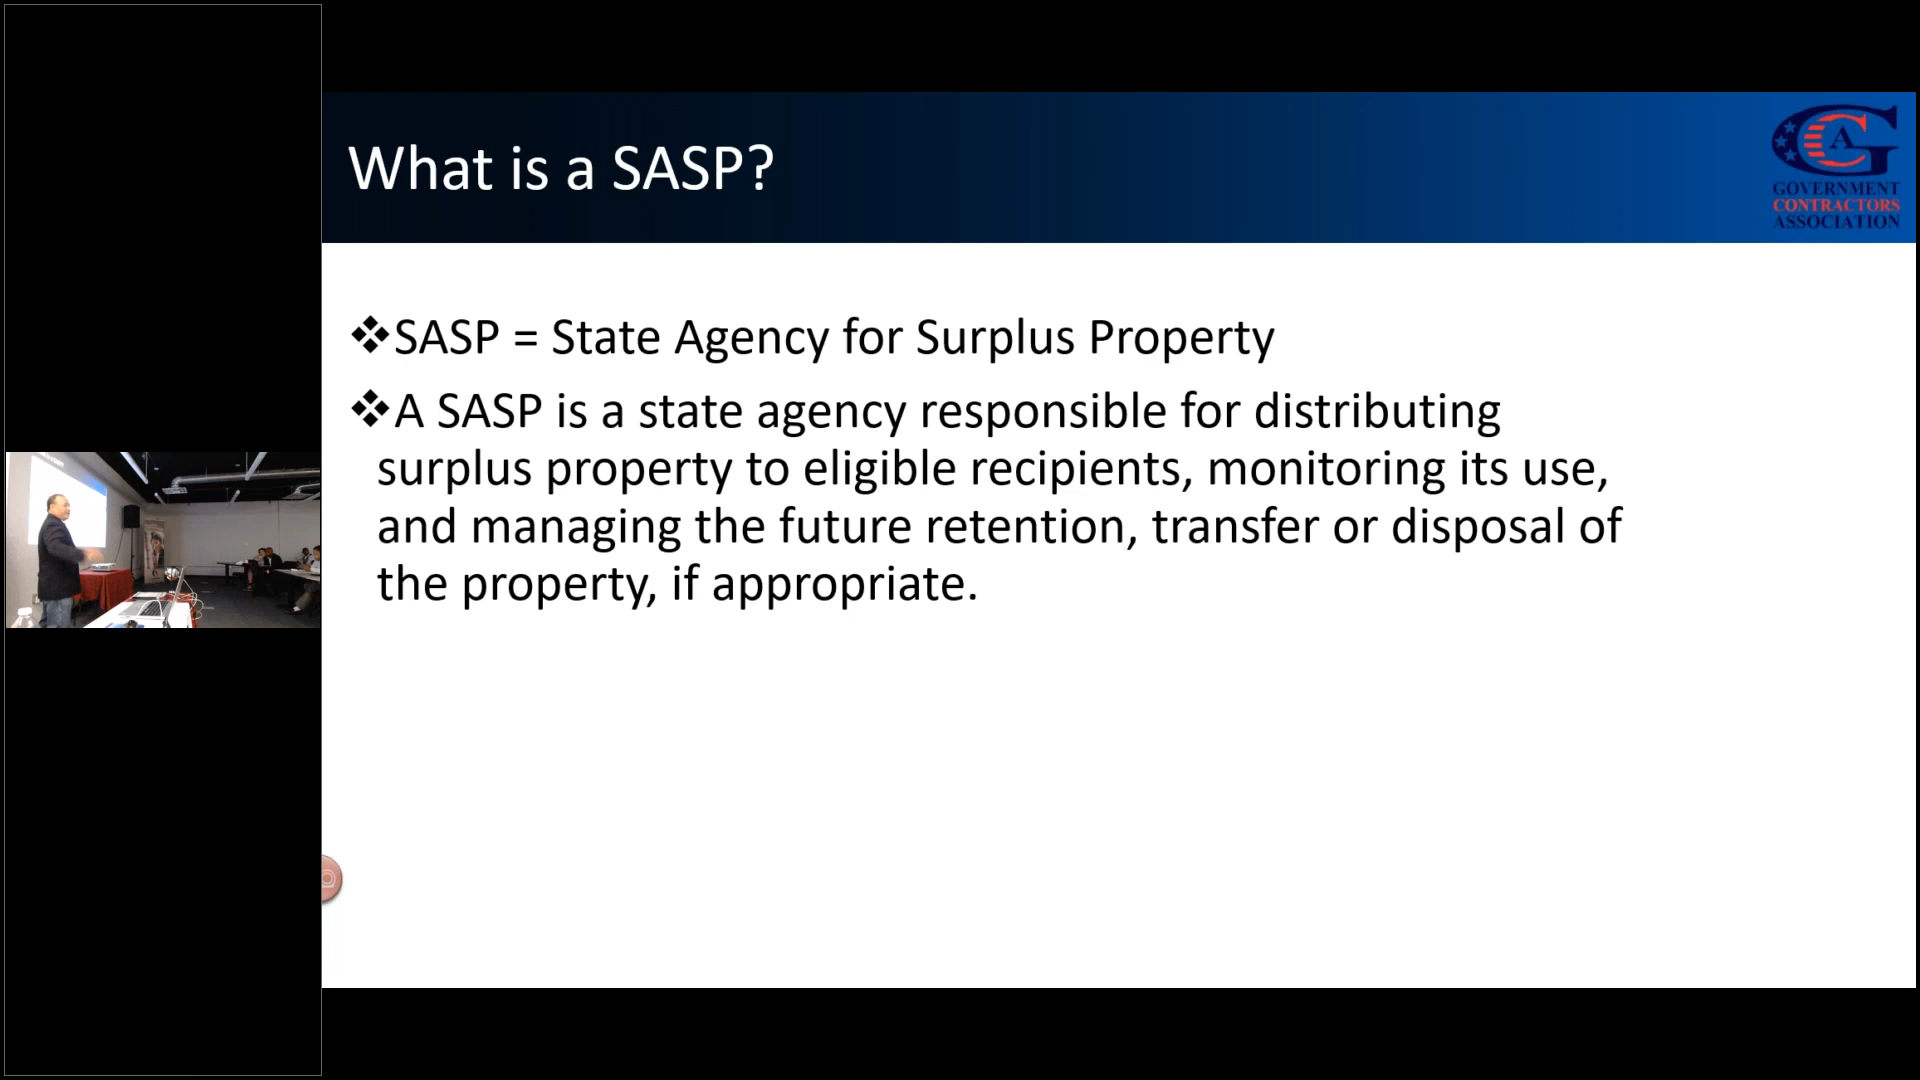 What is a SASP?
GOVERNMENT
CONTRACTORS
ASSOCIATION
❖SASP = State Agency for Surplus Property
❖A SASP is a state agency responsible for distributing
surplus property to eligible recipients, monitoring its use,
and managing the future retention, transfer or disposal of
the property, if appropriate.